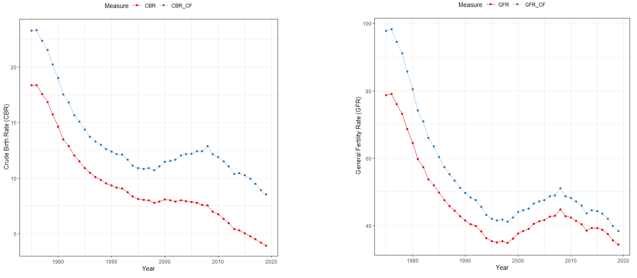 Measure CBR CBR_CF
Crude Birth Rate (CBR)
20
15
10
5
1980 1990 2000 2010 2020
Year
Measure GFR GFR_CF
General Fertility Rate (GFR)
100
80
60
40
1980 1990 2000 2010 2020
Year